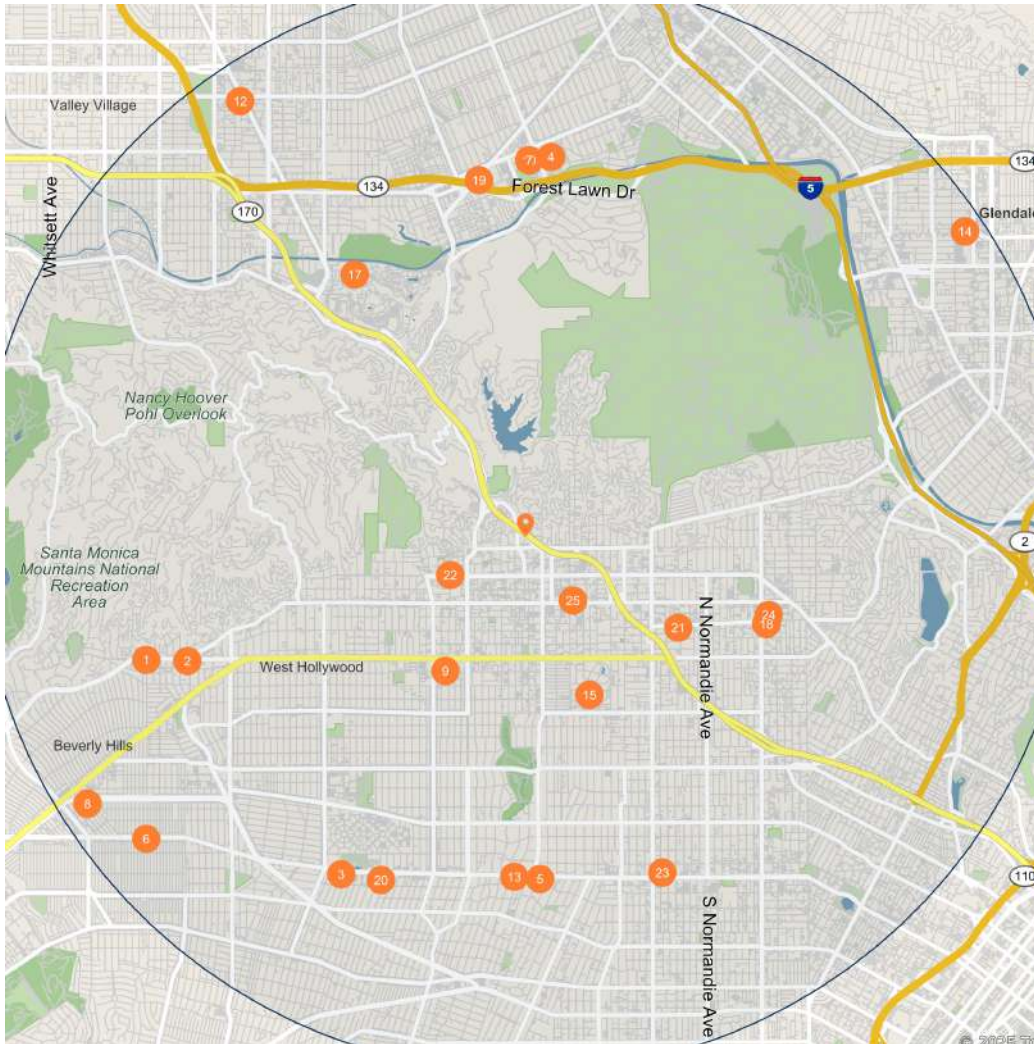 12
Valley Village
7
4
134
19
134
Forest Lawn Dr
5
170
Whitsett Ave
14
Glendale
17
Nancy Hoover
Pohl Overlook
2
Santa Monica
Mountains National
Recreation
Area
22
25
24
18
21
N Normandie Ave
1
2
West Hollywood
9
15
Beverly Hills
8
6
3
20
13
5
23
110
S Normandie Ave